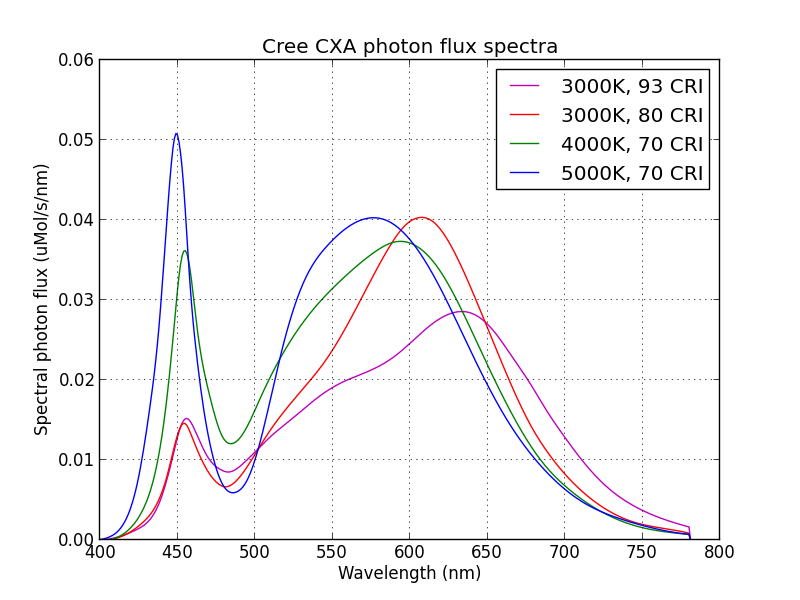 Cree CXA photon flux spectra
3000K, 93 CRI
3000K, 80 CRI
4000K, 70 CRI
5000K, 70 CRI
Spectral photon flux (uMol/s/nm)
0.06
0.05
0.04
0.03
0.02
0.01
0.00
400 450 500 550 600 650 700 750 800
Wavelength (nm)